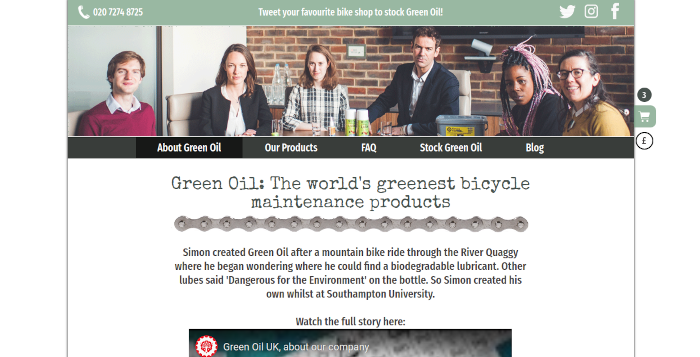 020 7274 8725
Tweet your favourite bike shop to stock Green Oil!
3
£
About Green Oil
Our Products
FAQ
Stock Green Oil
Blog
Green Oil: The world's greenest bicycle
maintenance products
Simon created Green Oil after a mountain bike ride through the River Quaggy
where he began wondering where he could find a biodegradable lubricant. Other
lubes said 'Dangerous for the Environment' on the bottle. So Simon created his
own whilst at Southampton University.
Watch the full story here:
Green Oil UK, about our company